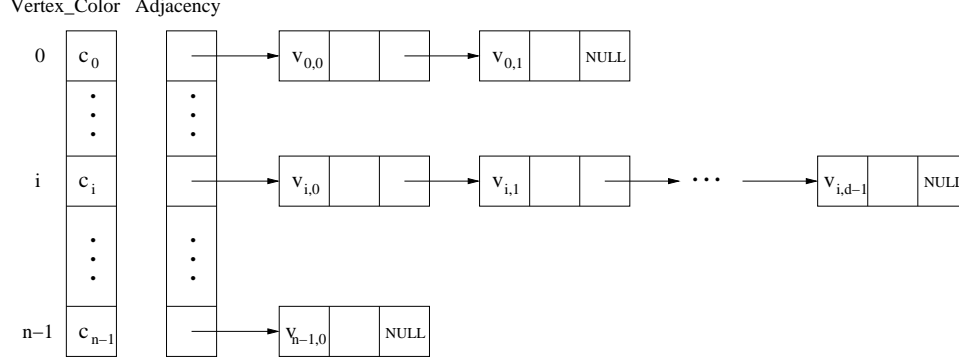 Vertex_Color Adjacency
0 c0 v0,0 v0,1 NULL
i ci vi,0 vi,1 ... vi,d−1 NULL
n−1 cn−1 vn−1,0 NULL